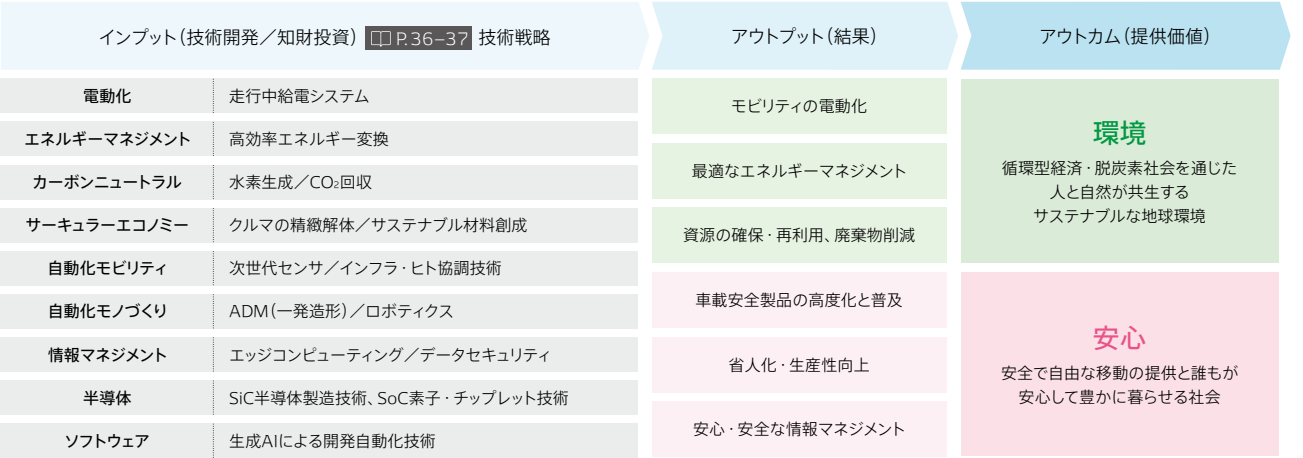 インプット（技術開発／知財投資） P.36–37 技術戦略
アウトプット（結果）
アウトカム（提供価値）
電動化 走行中給電システム
エネルギーマネジメント 高効率エネルギー変換
カーボンニュートラル 水素生成／CO₂回収
サーキュラーエコノミー クルマの精緻解体／サステナブル材料創成
自動化モビリティ 次世代センサ／インフラ・ヒト協調技術
自動化モノづくり ADM（一発造形）／ロボティクス
情報マネジメント エッジコンピューティング／データセキュリティ
半導体 SiC半導体製造技術、SoC素子・チップレット技術
ソフトウェア 生成AIによる開発自動化技術
モビリティの電動化
最適なエネルギーマネジメント
資源の確保・再利用、廃棄物削減
車載安全製品の高度化と普及
省人化・生産性向上
安心・安全な情報マネジメント
環境
循環型経済・脱炭素社会を通じた
人と自然が共生する
サステナブルな地球環境
安心
安全で自由な移動の提供と誰もが
安心して豊かに暮らせる社会